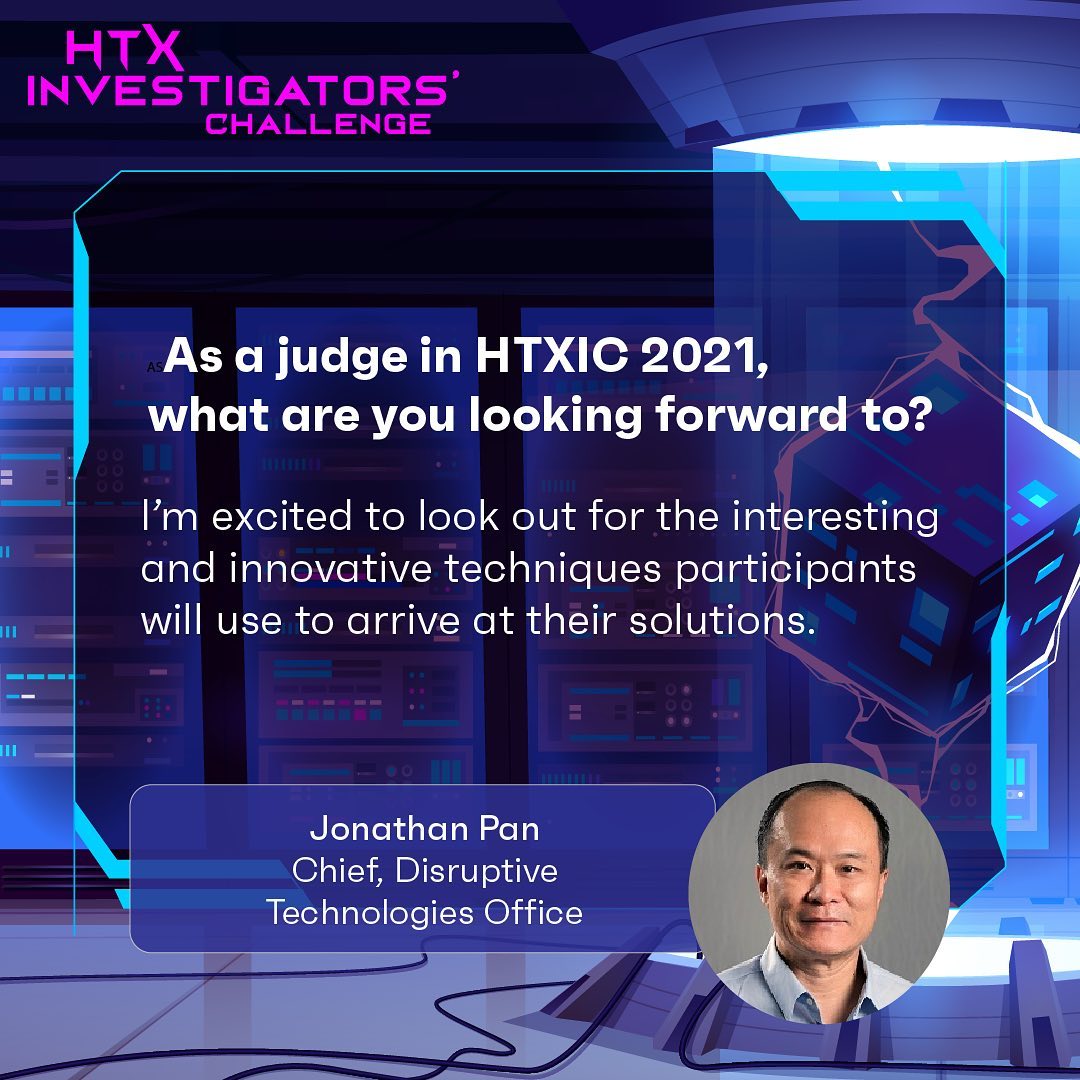 HTX
INVESTIGATORS'
CHALLENGE
As a judge in HTXIC 2021,
what are you looking forward to?
I’m excited to look out for the interesting
and innovative techniques participants
will use to arrive at their solutions.
Jonathan Pan
Chief, Disruptive
Technologies Office